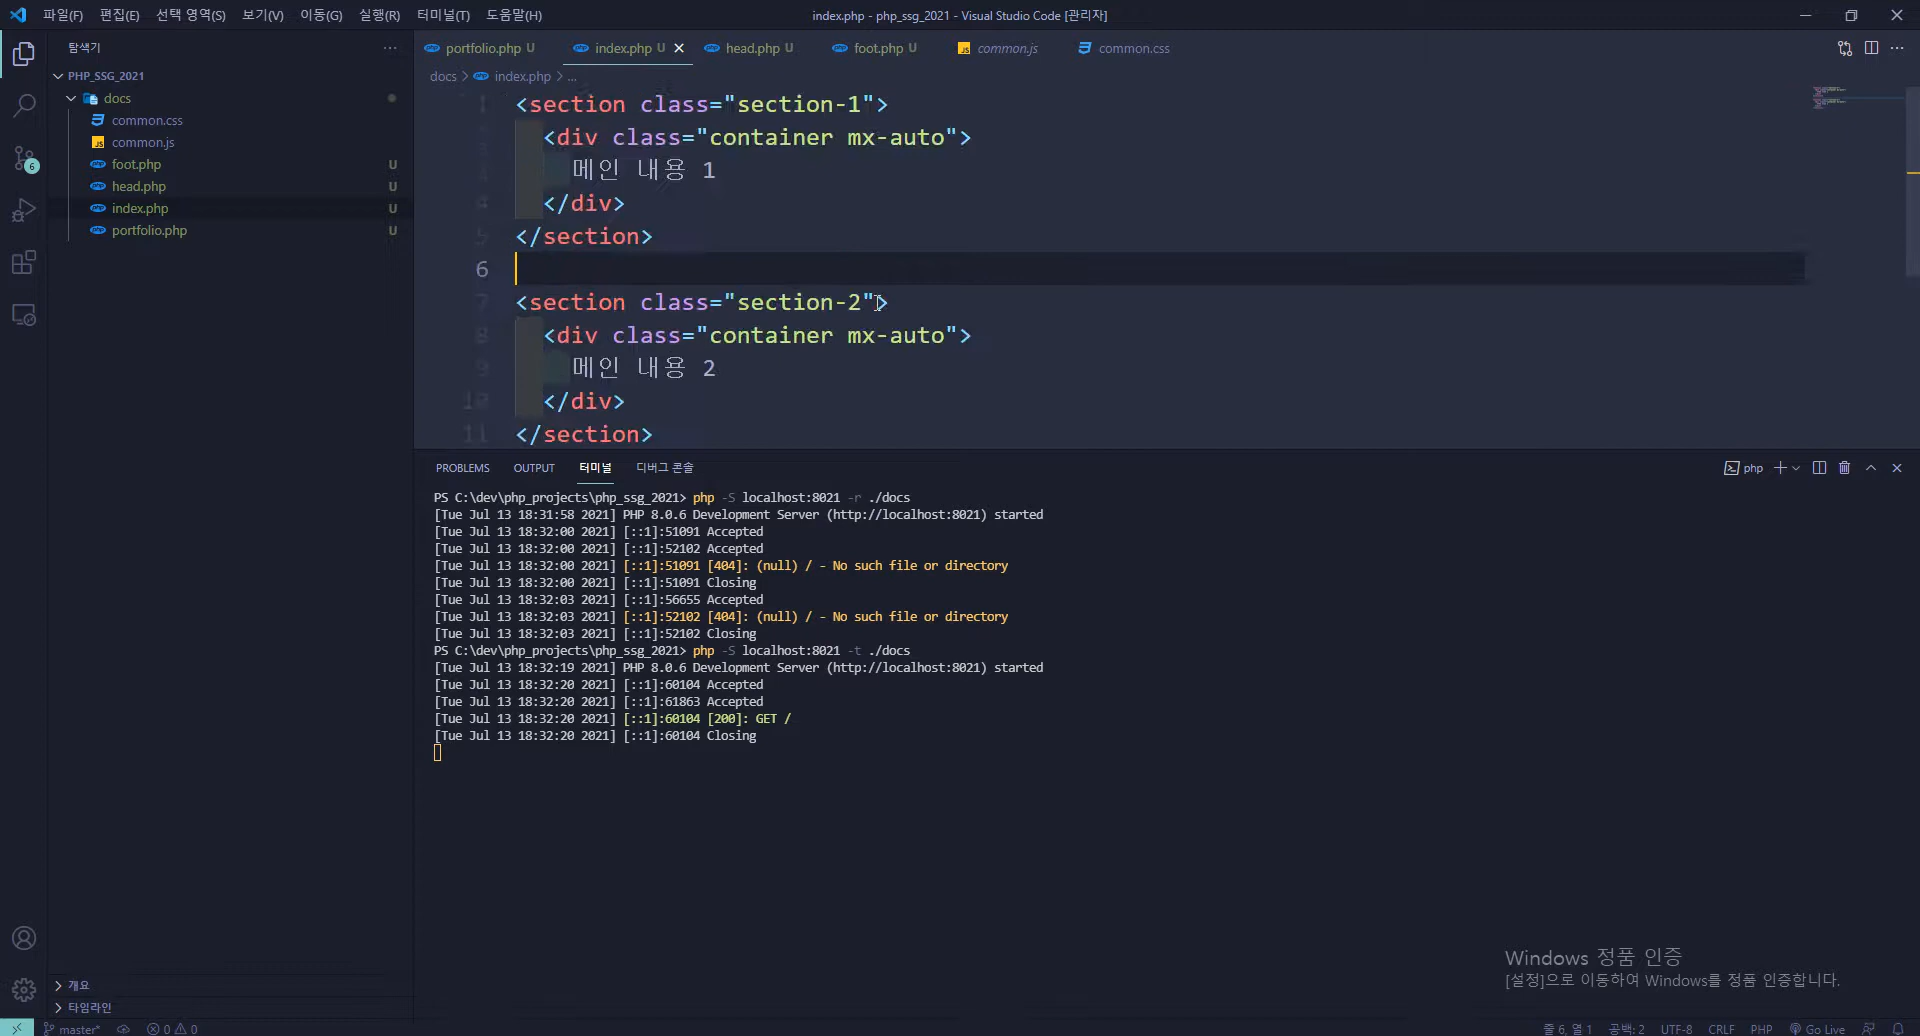 파일(F) 편집(E) 선택 영역(S) 보기(V) 이동(G) 실행(R) 터미널(T) 도움말(H) index.php - php_ssg_2021 - Visual Studio Code [관리자]
탐색기
PHP_SSG_2021
docs
common.css
common.js
foot.php U
head.php U
index.php U
portfolio.php U
6
개요
타임라인
portfolio.php U index.php U head.php U foot.php U common.js common.css
docs > index.php > ...
1 <section class="section-1">
<div class="container mx-auto">
메인 내용 1
4 </div>
5 </section>
6
7 <section class="section-2">
8 <div class="container mx-auto">
9 메인 내용 2
10 </div>
11 </section>
PROBLEMS OUTPUT 터미널 디버그 콘솔 php
PS C:\dev\php_projects\php_ssg_2021> php -S localhost:8021 -r ./docs
[Tue Jul 13 18:31:58 2021] PHP 8.0.6 Development Server (http://localhost:8021) started
[Tue Jul 13 18:32:00 2021] [::1]:51091 Accepted
[Tue Jul 13 18:32:00 2021] [::1]:52102 Accepted
[Tue Jul 13 18:32:00 2021] [::1]:51091 [404]: (null) / - No such file or directory
[Tue Jul 13 18:32:00 2021] [::1]:51091 Closing
[Tue Jul 13 18:32:03 2021] [::1]:56655 Accepted
[Tue Jul 13 18:32:03 2021] [::1]:52102 [404]: (null) / - No such file or directory
[Tue Jul 13 18:32:03 2021] [::1]:52102 Closing
PS C:\dev\php_projects\php_ssg_2021> php -S localhost:8021 -t ./docs
[Tue Jul 13 18:32:19 2021] PHP 8.0.6 Development Server (http://localhost:8021) started
[Tue Jul 13 18:32:20 2021] [::1]:60104 Accepted
[Tue Jul 13 18:32:20 2021] [::1]:61863 Accepted
[Tue Jul 13 18:32:20 2021] [::1]:60104 [200]: GET /
[Tue Jul 13 18:32:20 2021] [::1]:60104 Closing
Windows 정품 인증
[설정]으로 이동하여 Windows를 정품 인증합니다.
master* 0 0 줄 6, 열 1 공백: 2 UTF-8 CRLF PHP Go Live